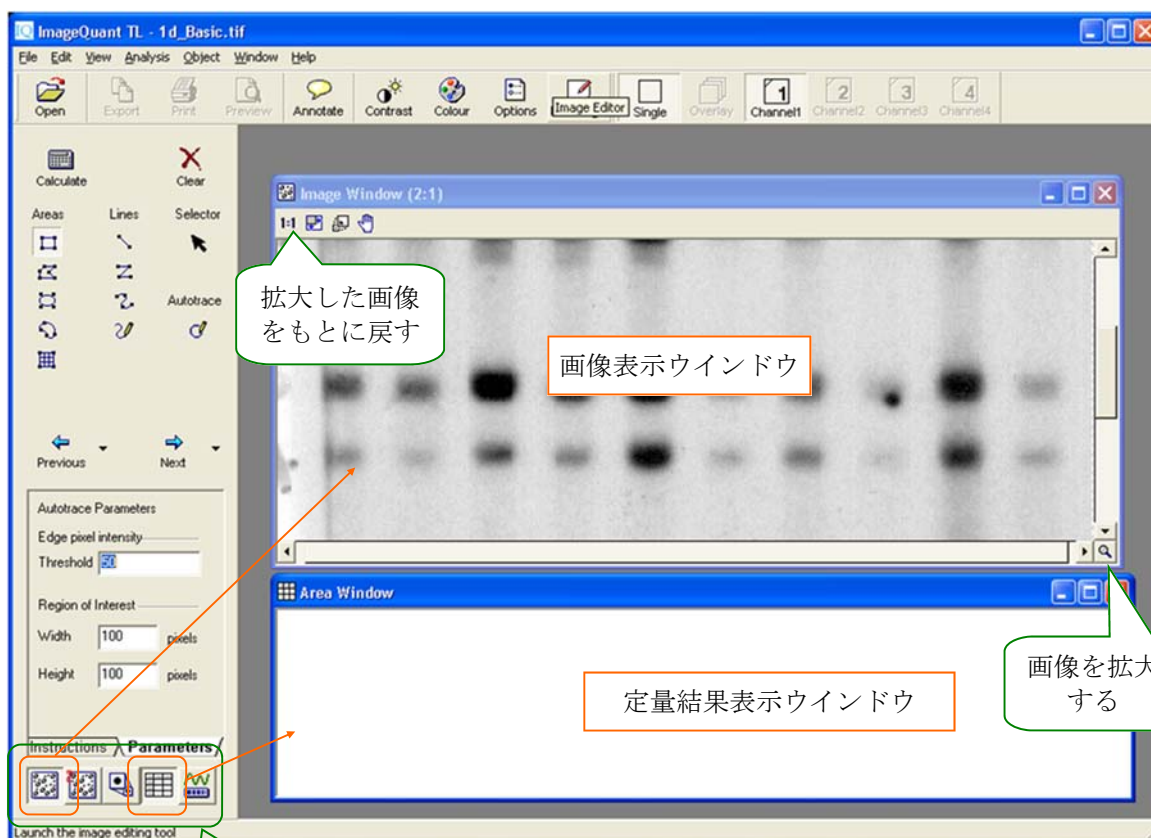 ImageQuant TL - 1d_Basic.tif
File Edit View Analysis Object Window Help
Open Export Print Preview Annotate Contrast Colour Options Image Editor Single Overlay Channel1 Channel2 Channel3 Channel4
1 2 3 4
Calculate Clear
Areas Lines Selector
Autotrace
Previous Next
Autotrace Parameters
Edge pixel intensity
Threshold 50
Region of Interest
Width 100 pixels
Height 100 pixels
Instructions Parameters
Launch the image editing tool
Image Window (2:1)
1:1
拡大した画像
をもとに戻す
画像表示ウインドウ
Area Window
定量結果表示ウインドウ
画像を拡大
する